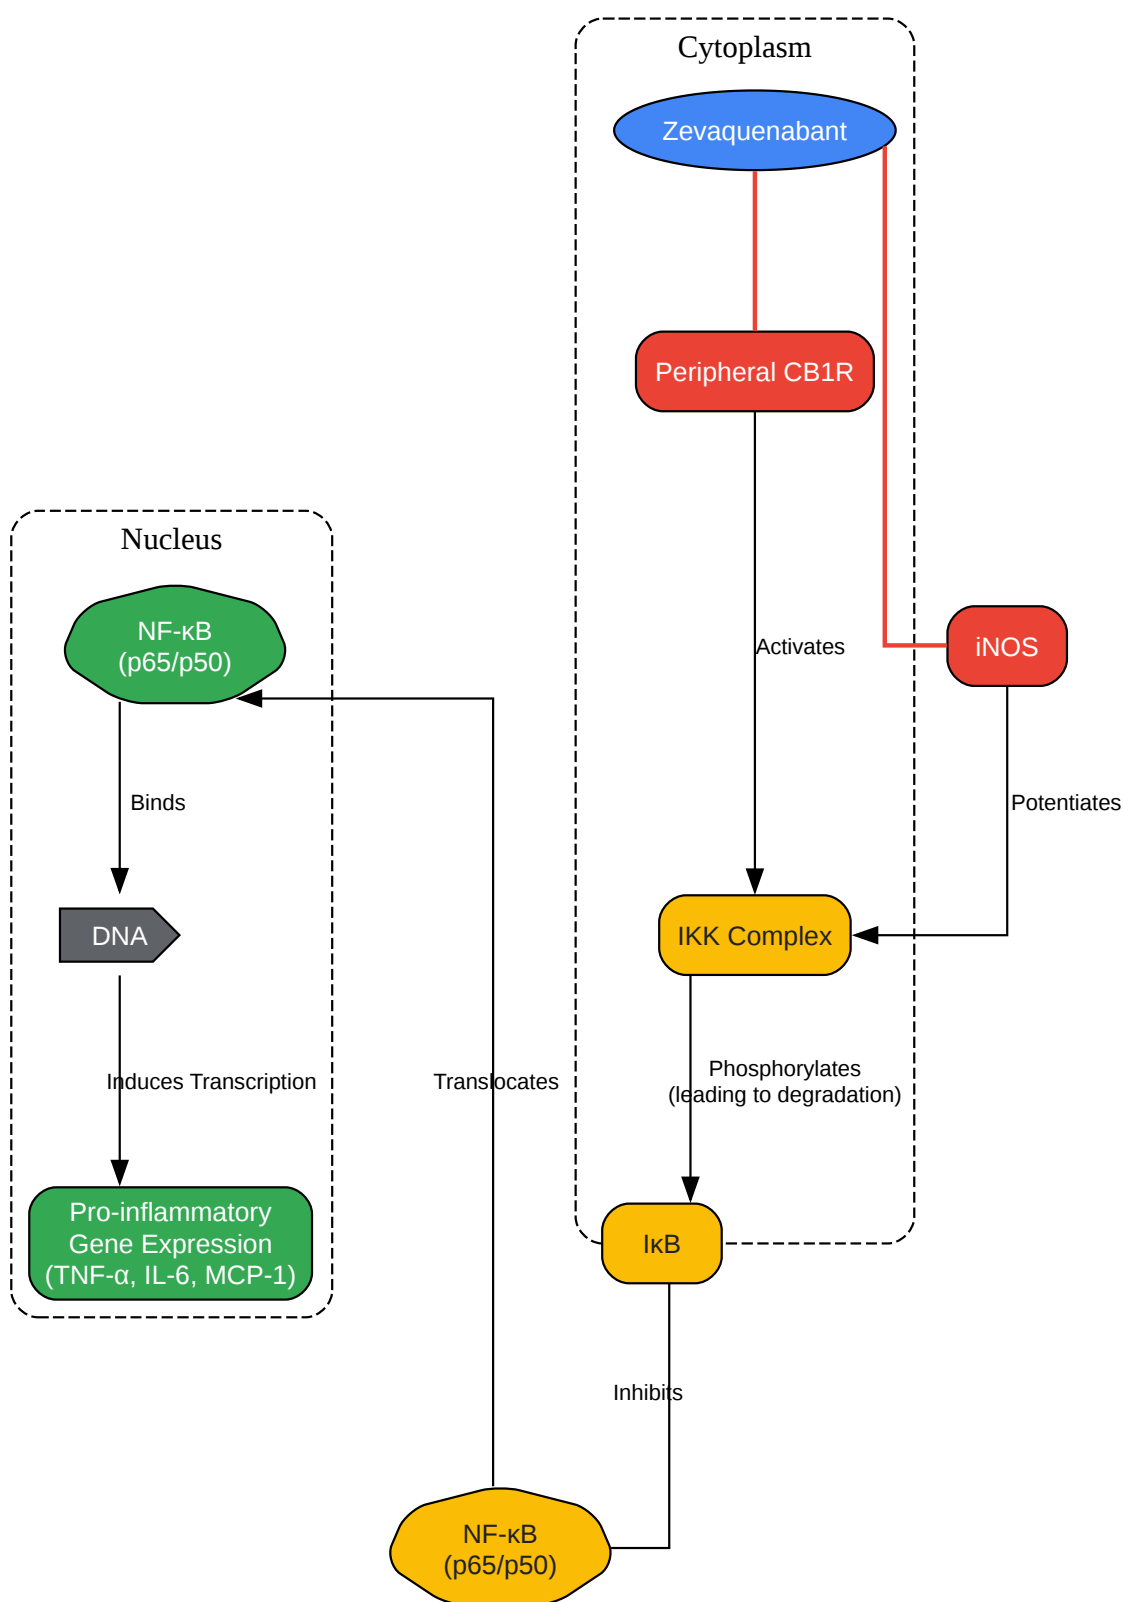 Cytoplasm
Zevaquenabant
Peripheral CB1R
Nucleus
NF-κB
(p65/p50)
Activates
iNOS
Binds
Potentiates
DNA
IKK Complex
Induces Transcription
Translocates
Phosphorylates
(leading to degradation)
Pro-inflammatory
Gene Expression
(TNF-α, IL-6, MCP-1)
IκB
Inhibits
NF-κB
(p65/p50)